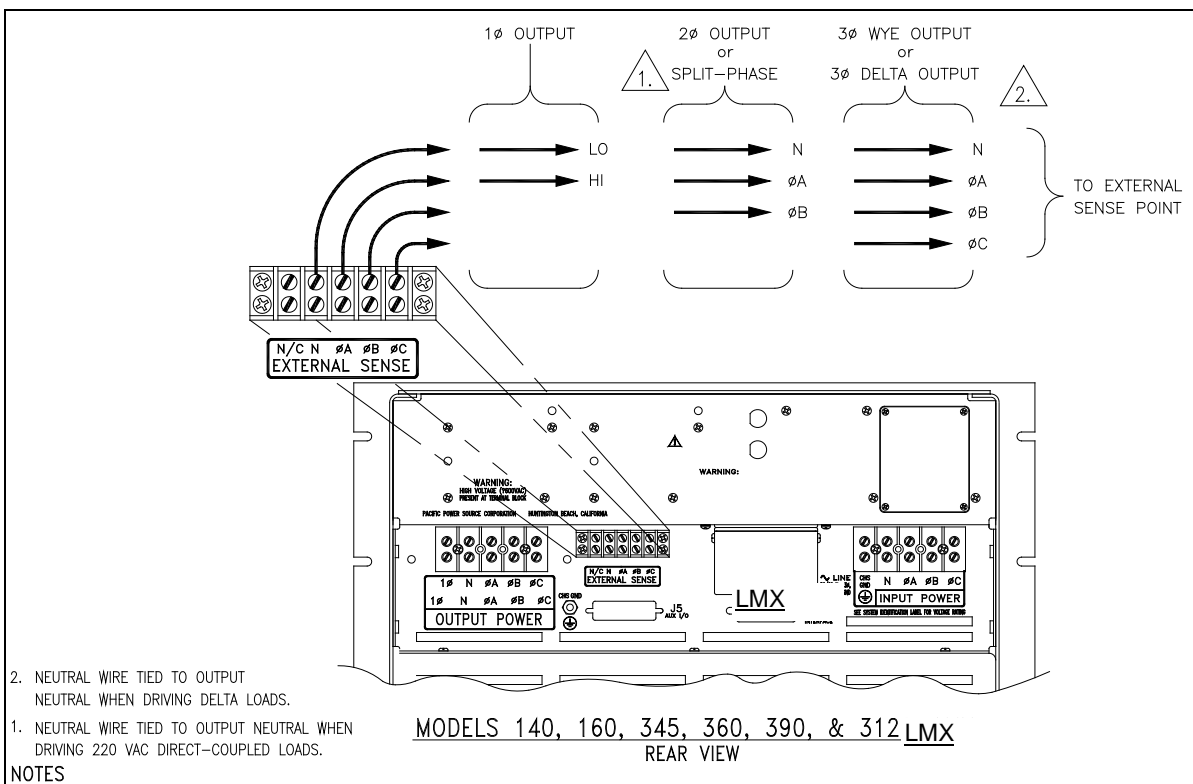 1ø OUTPUT
2ø OUTPUT
or
SPLIT-PHASE
1.
3ø WYE OUTPUT
or
3ø DELTA OUTPUT
2.
LO
HI
N
øA
øB
N
øA
øB
øC
TO EXTERNAL
SENSE POINT
N/C N øA øB øC
EXTERNAL SENSE
WARNING:
HIGH VOLTAGE (?600VAC)
PRESENT AT TERMINAL BLOCK
PACIFIC POWER SOURCE CORPORATION HUNTINGTON BEACH, CALIFORNIA
WARNING:
1ø N øA øB øC
1ø N øA øB øC
OUTPUT POWER
N/C N øA øB øC
EXTERNAL SENSE
CHS GND
J5
AUX I/O
LMX
LINE
CHS
GND
N øA øB øC
INPUT POWER
SEE SYSTEM IDENTIFICATION LABEL FOR VOLTAGE RATING
2. NEUTRAL WIRE TIED TO OUTPUT
NEUTRAL WHEN DRIVING DELTA LOADS.
1. NEUTRAL WIRE TIED TO OUTPUT NEUTRAL WHEN
DRIVING 220 VAC DIRECT-COUPLED LOADS.
NOTES
MODELS 140, 160, 345, 360, 390, & 312 LMX
REAR VIEW